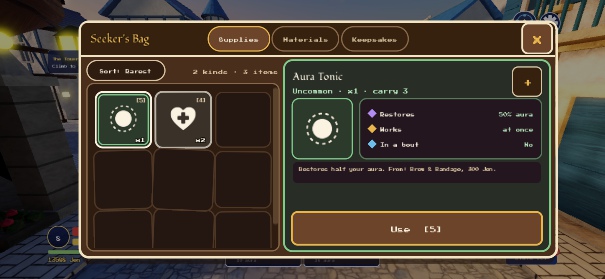 Seeker's Bag
Supplies
Materials
Keepsakes
Sort: Rarest
2 kinds · 3 items
[5]
x1
[4]
x2
Aura Tonic
Uncommon · x1 · carry 3
+
Restores
50% aura
Works
at once
In a bout
No
Restores half your aura. From: Brew & Bandage, 300 Jen.
Use [5]
S